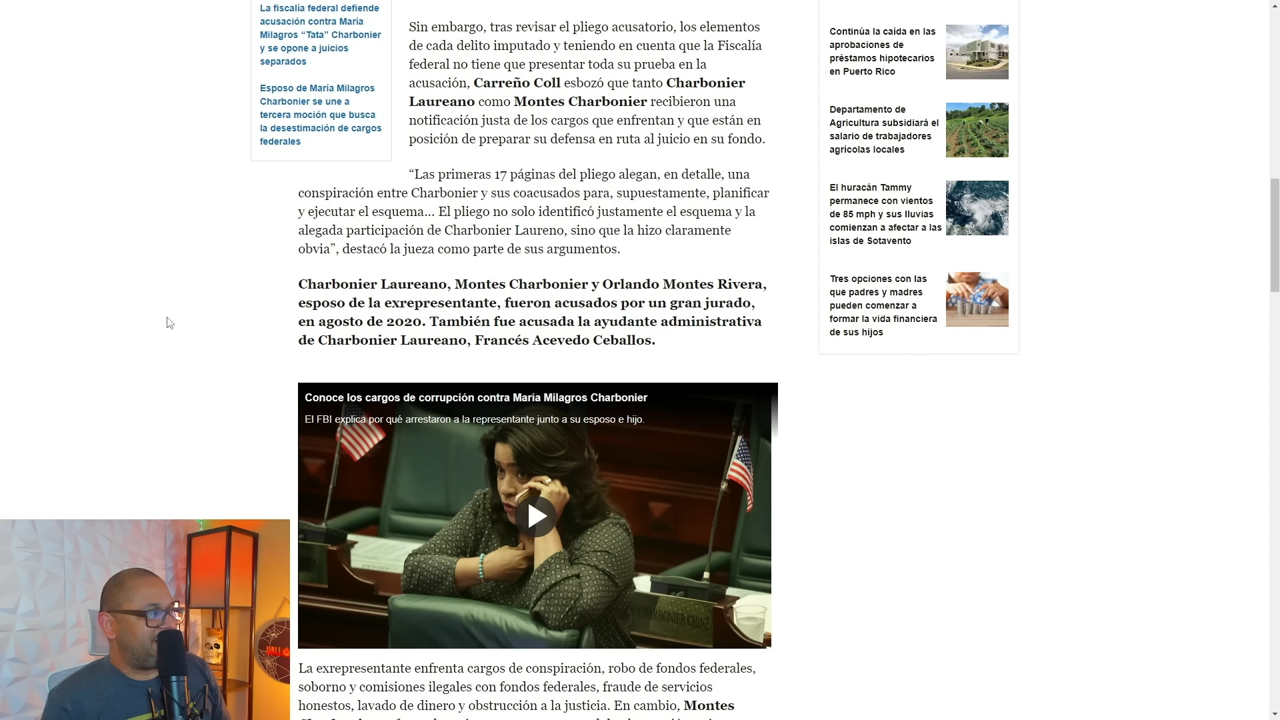 La fiscalía federal defiende
acusación contra María
Milagros “Tata” Charbonier
y se opone a juicios
separados
Esposo de María Milagros
Charbonier se une a
tercera moción que busca
la desestimación de cargos
federales
Sin embargo, tras revisar el pliego acusatorio, los elementos
de cada delito imputado y teniendo en cuenta que la Fiscalía
federal no tiene que presentar toda su prueba en la
acusación, Carreño Coll esbozó que tanto Charbonier
Laureano como Montes Charbonier recibieron una
notificación justa de los cargos que enfrentan y que están en
posición de preparar su defensa en ruta al juicio en su fondo.
“Las primeras 17 páginas del pliego alegan, en detalle, una
conspiración entre Charbonier y sus coacusados para, supuestamente, planificar
y ejecutar el esquema... El pliego no solo identificó justamente el esquema y la
alegada participación de Charbonier Laureno, sino que la hizo claramente
obvia”, destacó la jueza como parte de sus argumentos.
Charbonier Laureano, Montes Charbonier y Orlando Montes Rivera,
esposo de la exrepresentante, fueron acusados por un gran jurado,
en agosto de 2020. También fue acusada la ayudante administrativa
de Charbonier Laureano, Francés Acevedo Ceballos.
Conoce los cargos de corrupción contra María Milagros Charbonier
El FBI explica por qué arrestaron a la representante junto a su esposo e hijo.
La exrepresentante enfrenta cargos de conspiración, robo de fondos federales,
soborno y comisiones ilegales con fondos federales, fraude de servicios
honestos, lavado de dinero y obstrucción a la justicia. En cambio, Montes
Continúa la caída en las
aprobaciones de
préstamos hipotecarios
en Puerto Rico
Departamento de
Agricultura subsidiará el
salario de trabajadores
agrícolas locales
El huracán Tammy
permanece con vientos
de 85 mph y sus lluvias
comienzan a afectar a las
islas de Sotavento
Tres opciones con las
que padres y madres
pueden comenzar a
formar la vida financiera
de sus hijos